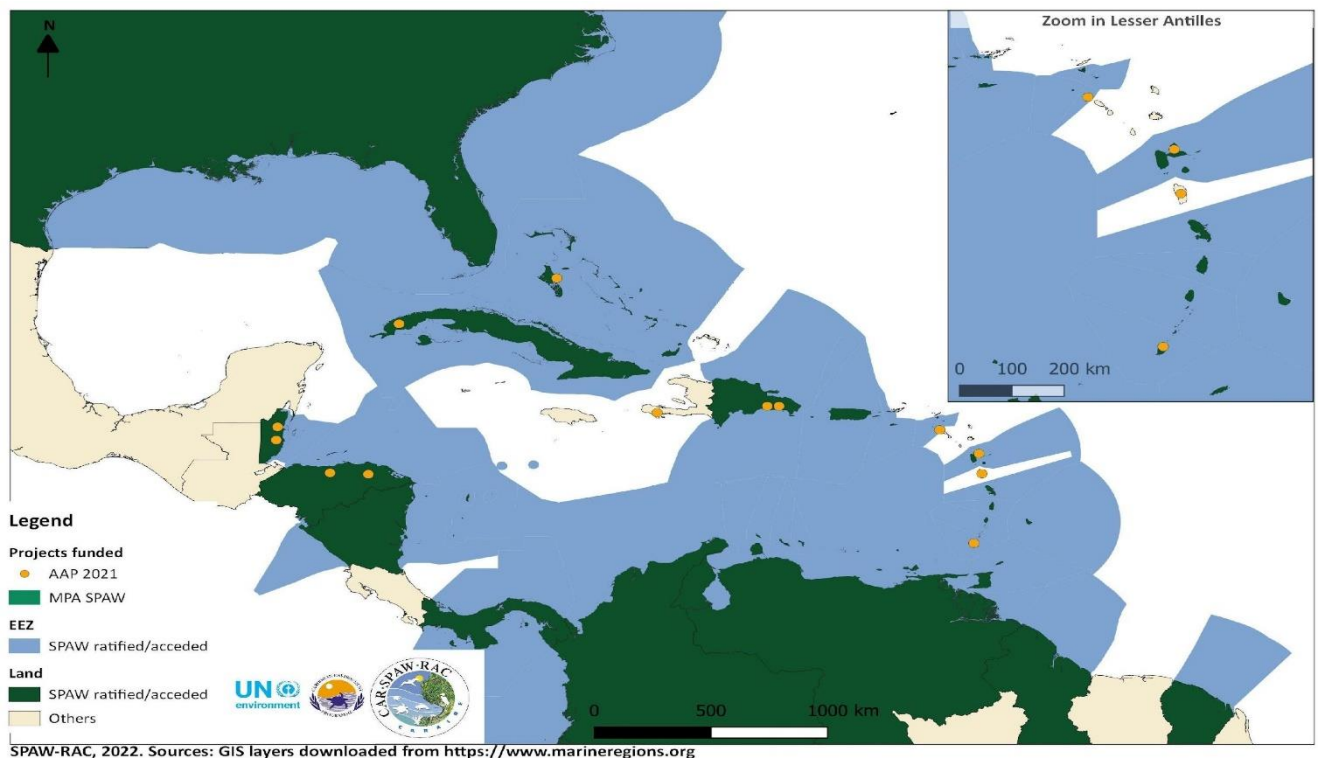 N
Zoom in Lesser Antilles
0 100 200 km
Legend
Projects funded
AAP 2021
MPA SPAW
EEZ
SPAW ratified/acceded
Land
SPAW ratified/acceded
Others
UN
environment
CAR-SPAW-RAC
0 500 1000 km
SPAW-RAC, 2022. Sources: GIS layers downloaded from https://www.marineregions.org